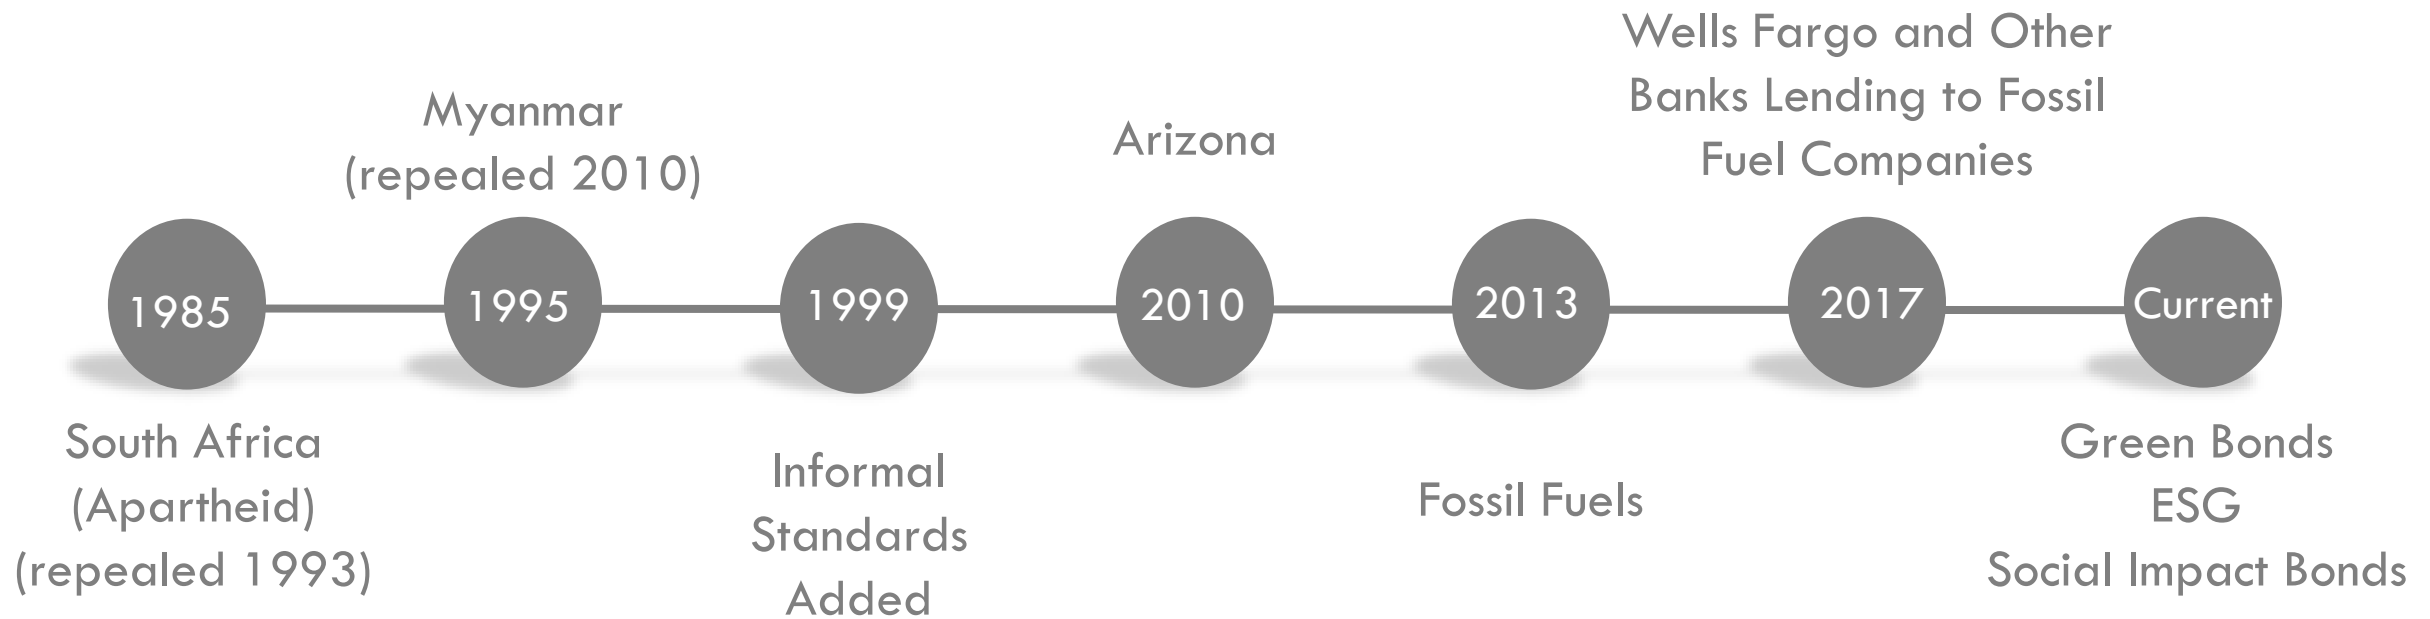 1985
South Africa
(Apartheid)
(repealed 1993)
Myanmar
(repealed 2010)
1995
1999
Informal
Standards
Added
Arizona
2010
2013
Fossil Fuels
Wells Fargo and Other
Banks Lending to Fossil
Fuel Companies
2017
Current
Green Bonds
ESG
Social Impact Bonds